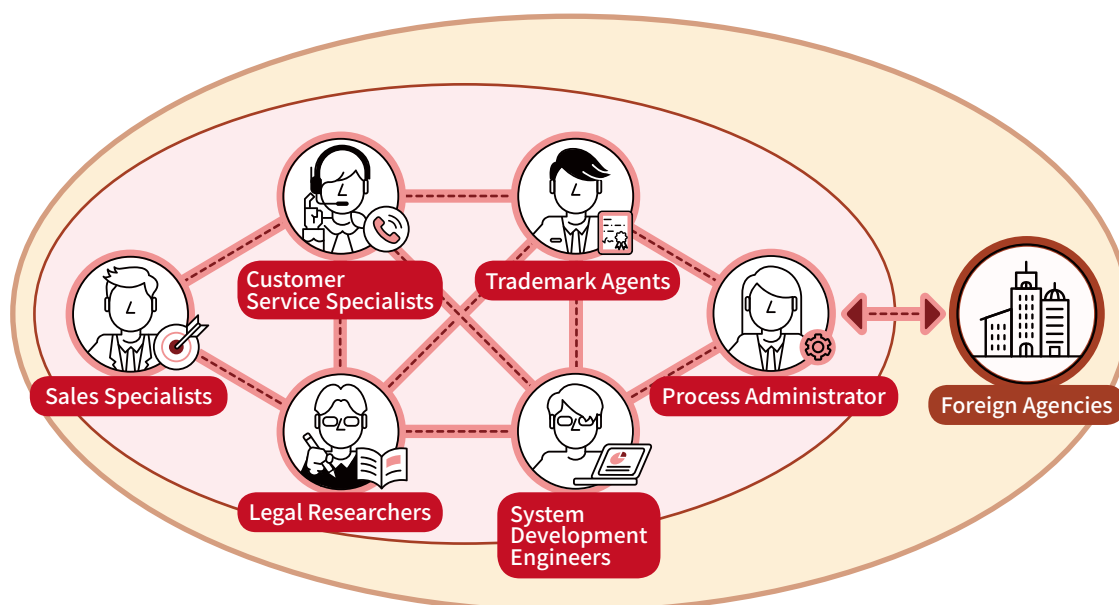 Customer
Service Specialists
Trademark Agents
Sales Specialists
Process Administrator
Foreign Agencies
Legal Researchers
System
Development
Engineers